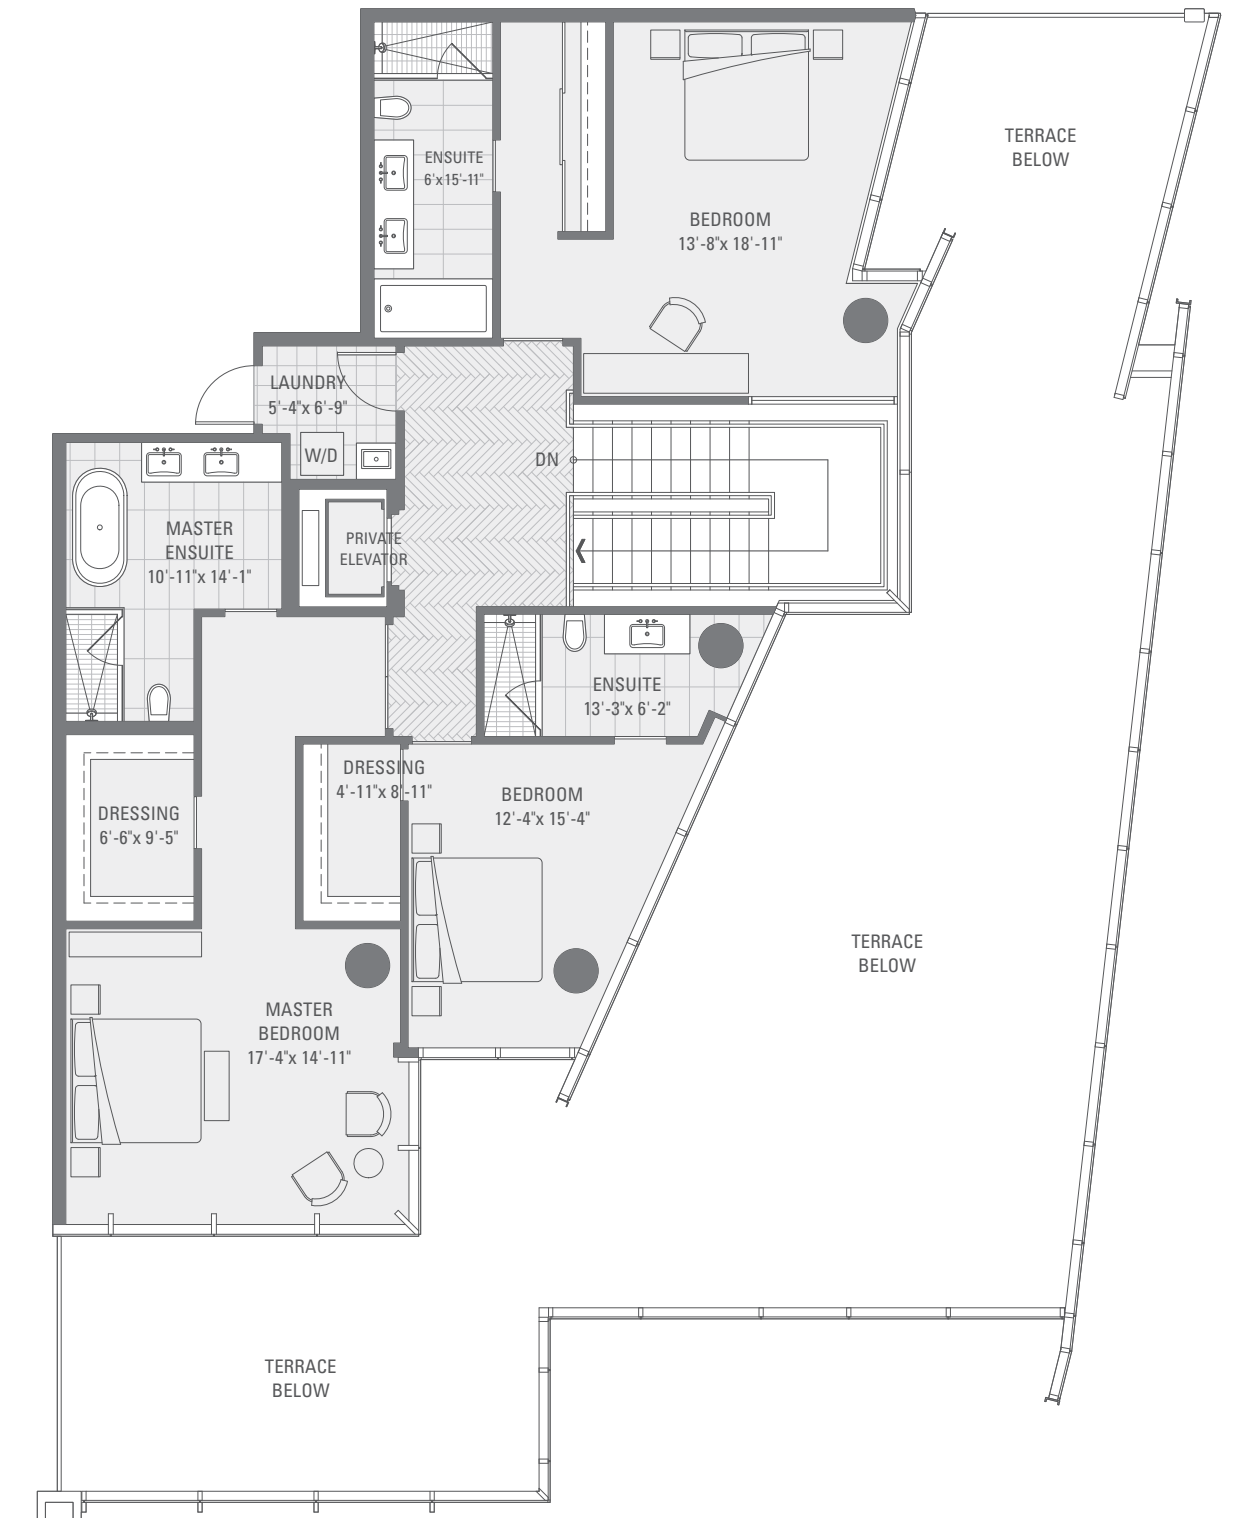 TERRACE
BELOW
ENSUITE
6'x15'-11"
BEDROOM
13'-8"x 18'-11"
LAUNDRY
5'-4"x 6'-9"
W/D
DN
MASTER
ENSUITE
10'-11"x 14'-1"
PRIVATE
ELEVATOR
ENSUITE
13'-3"x 6'-2"
DRESSING
4'-11"x 8'-11"
BEDROOM
12'-4"x 15'-4"
DRESSING
6'-6"x 9'-5"
TERRACE
BELOW
MASTER
BEDROOM
17'-4"x 14'-11"
TERRACE
BELOW